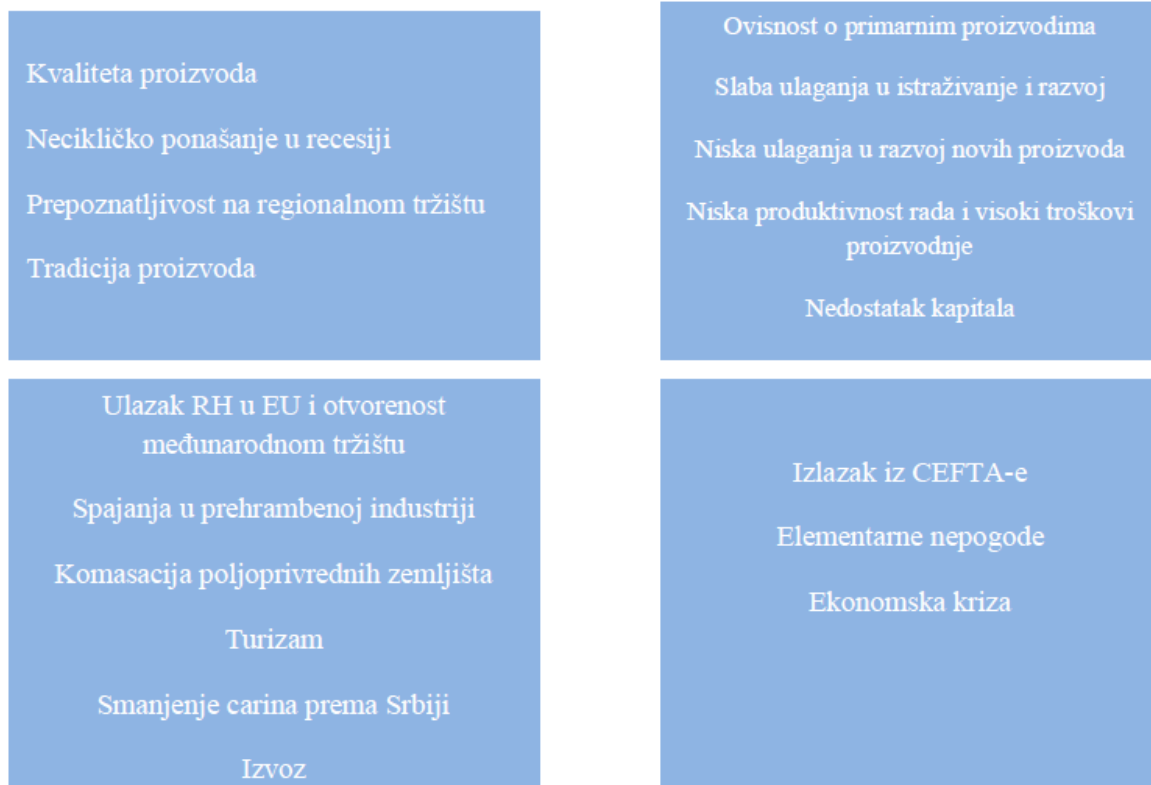 Kvaliteta proizvoda
Necikličko ponašanje u recesiji
Prepoznatljivost na regionalnom tržištu
Tradicija proizvoda
Ovisnost o primarnim proizvodima
Slaba ulaganja u istraživanje i razvoj
Niska ulaganja u razvoj novih proizvoda
Niska produktivnost rada i visoki troškovi
proizvodnje
Nedostatak kapitala
Ulazak RH u EU i otvorenost
međunarodnom tržištu
Spajanja u prehrambenoj industriji
Komasacija poljoprivrednih zemljišta
Turizam
Smanjenje carina prema Srbiji
Izvoz
Izlazak iz CEFTA-e
Elementarne nepogode
Ekonomska kriza